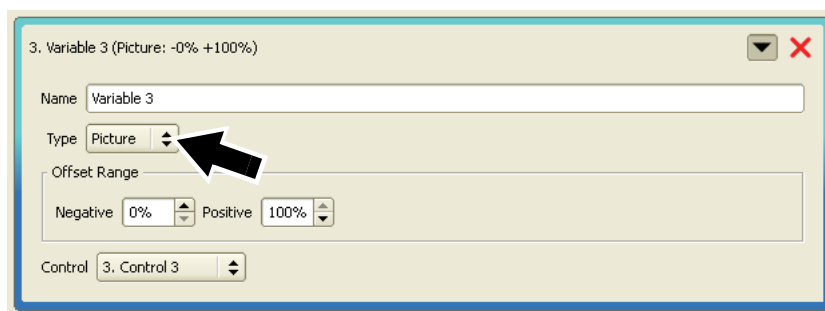 3. Variable 3 (Picture: -0% +100%)
Name Variable 3
Type Picture
Offset Range
Negative 0% Positive 100%
Control 3. Control 3